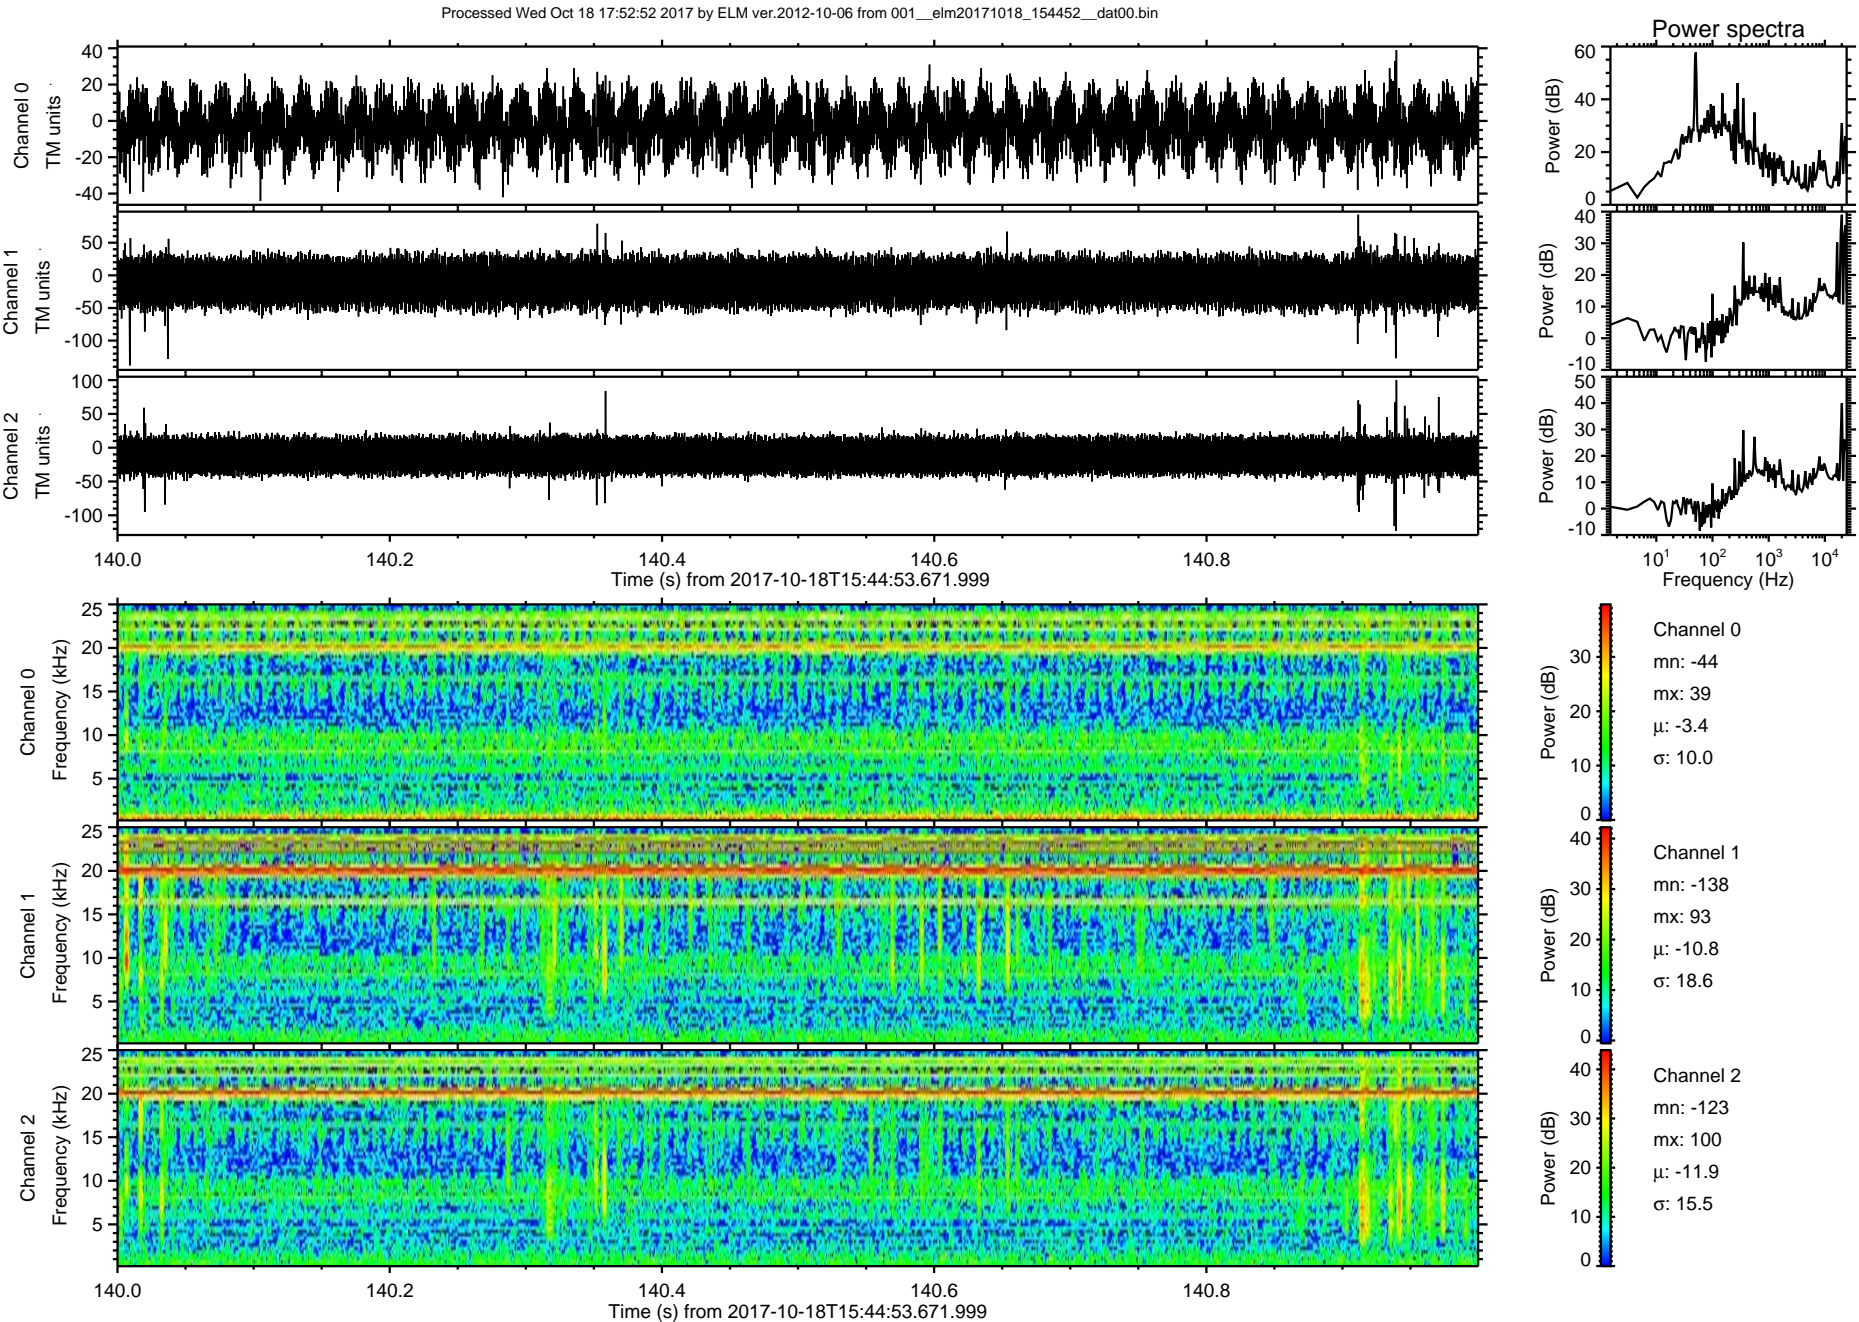 Processed Wed Oct 18 17:52:52 2017 by ELM ver.2012-10-06 from 001__elm20171018_154452__dat00.bin
Power spectra
Channel 0
TM units
40
20
0
-20
-40
Power (dB)
60
40
20
0
Channel 1
TM units
50
0
-50
-100
Power (dB)
40
30
20
10
0
-10
Channel 2
TM units
100
50
0
-50
-100
Power (dB)
50
40
30
20
10
0
-10
140.0 140.2 140.4 140.6 140.8
Time (s) from 2017-10-18T15:44:53.671.999
10¹ 10² 10³ 10⁴
Frequency (Hz)
Channel 0
Frequency (kHz)
25
20
15
10
5
Power (dB)
30
20
10
0
Channel 0
mn: -44
mx: 39
μ: -3.4
σ: 10.0
Channel 1
Frequency (kHz)
25
20
15
10
5
Power (dB)
40
30
20
10
0
Channel 1
mn: -138
mx: 93
μ: -10.8
σ: 18.6
Channel 2
Frequency (kHz)
25
20
15
10
5
Power (dB)
40
30
20
10
0
Channel 2
mn: -123
mx: 100
μ: -11.9
σ: 15.5
140.0 140.2 140.4 140.6 140.8
Time (s) from 2017-10-18T15:44:53.671.999